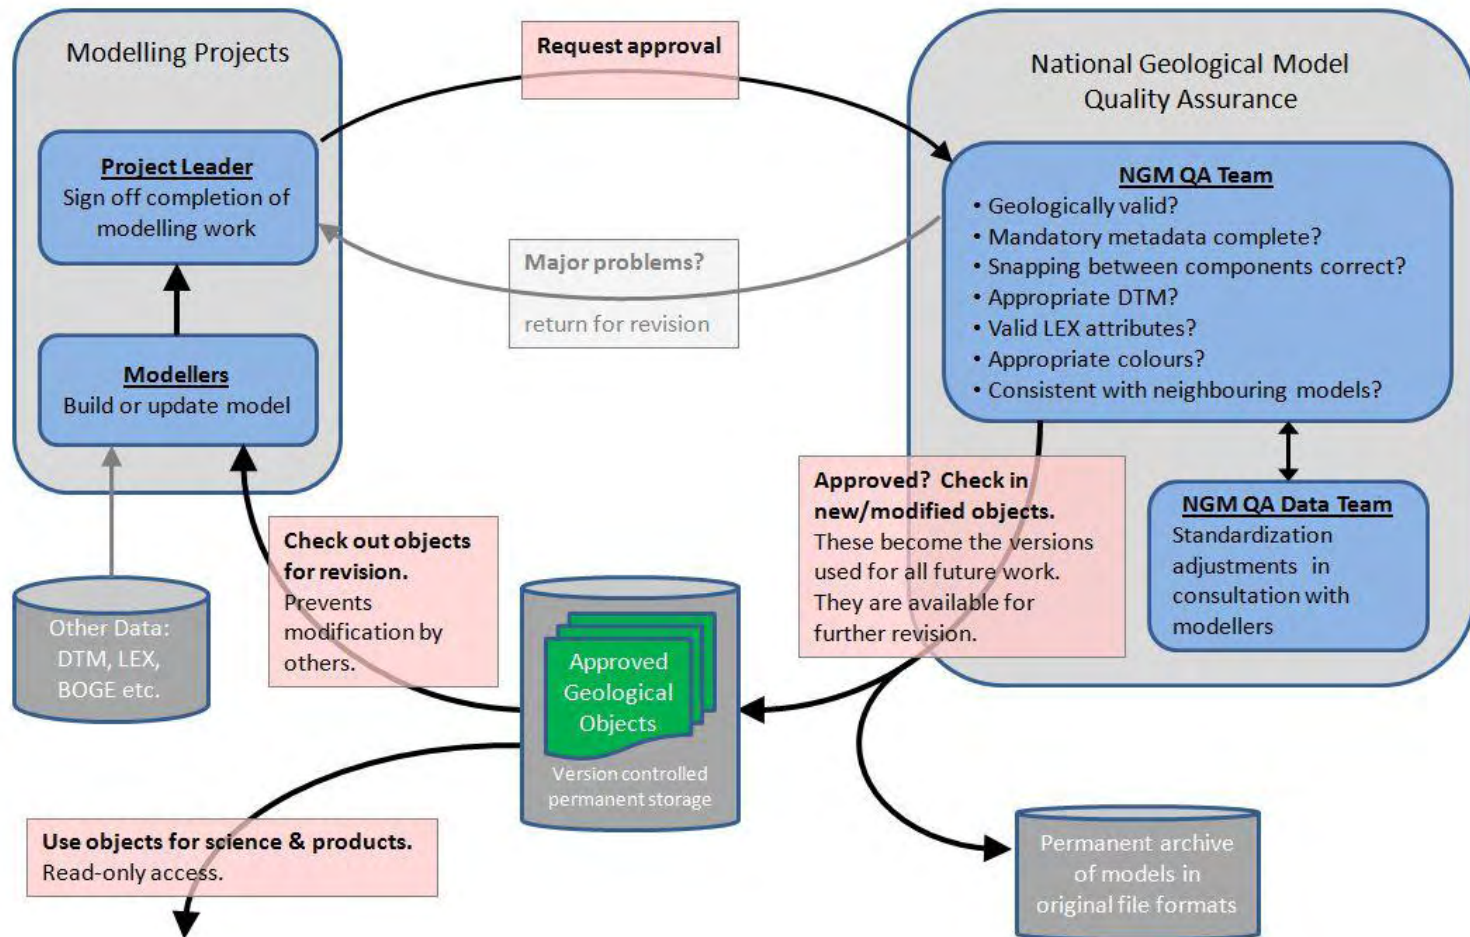 Modelling Projects
Project Leader
Sign off completion of
modelling work
Modellers
Build or update model
Other Data:
DTM, LEX,
BOGE etc.
Request approval
Major problems?
return for revision
National Geological Model
Quality Assurance
NGM QA Team
• Geologically valid?
• Mandatory metadata complete?
• Snapping between components correct?
• Appropriate DTM?
• Valid LEX attributes?
• Appropriate colours?
• Consistent with neighbouring models?
NGM QA Data Team
Standardization
adjustments in
consultation with
modellers
Approved? Check in
new/modified objects.
These become the versions
used for all future work.
They are available for
further revision.
Check out objects
for revision.
Prevents
modification by
others.
Approved
Geological
Objects
Version controlled
permanent storage
Use objects for science & products.
Read-only access.
Permanent archive
of models in
original file formats